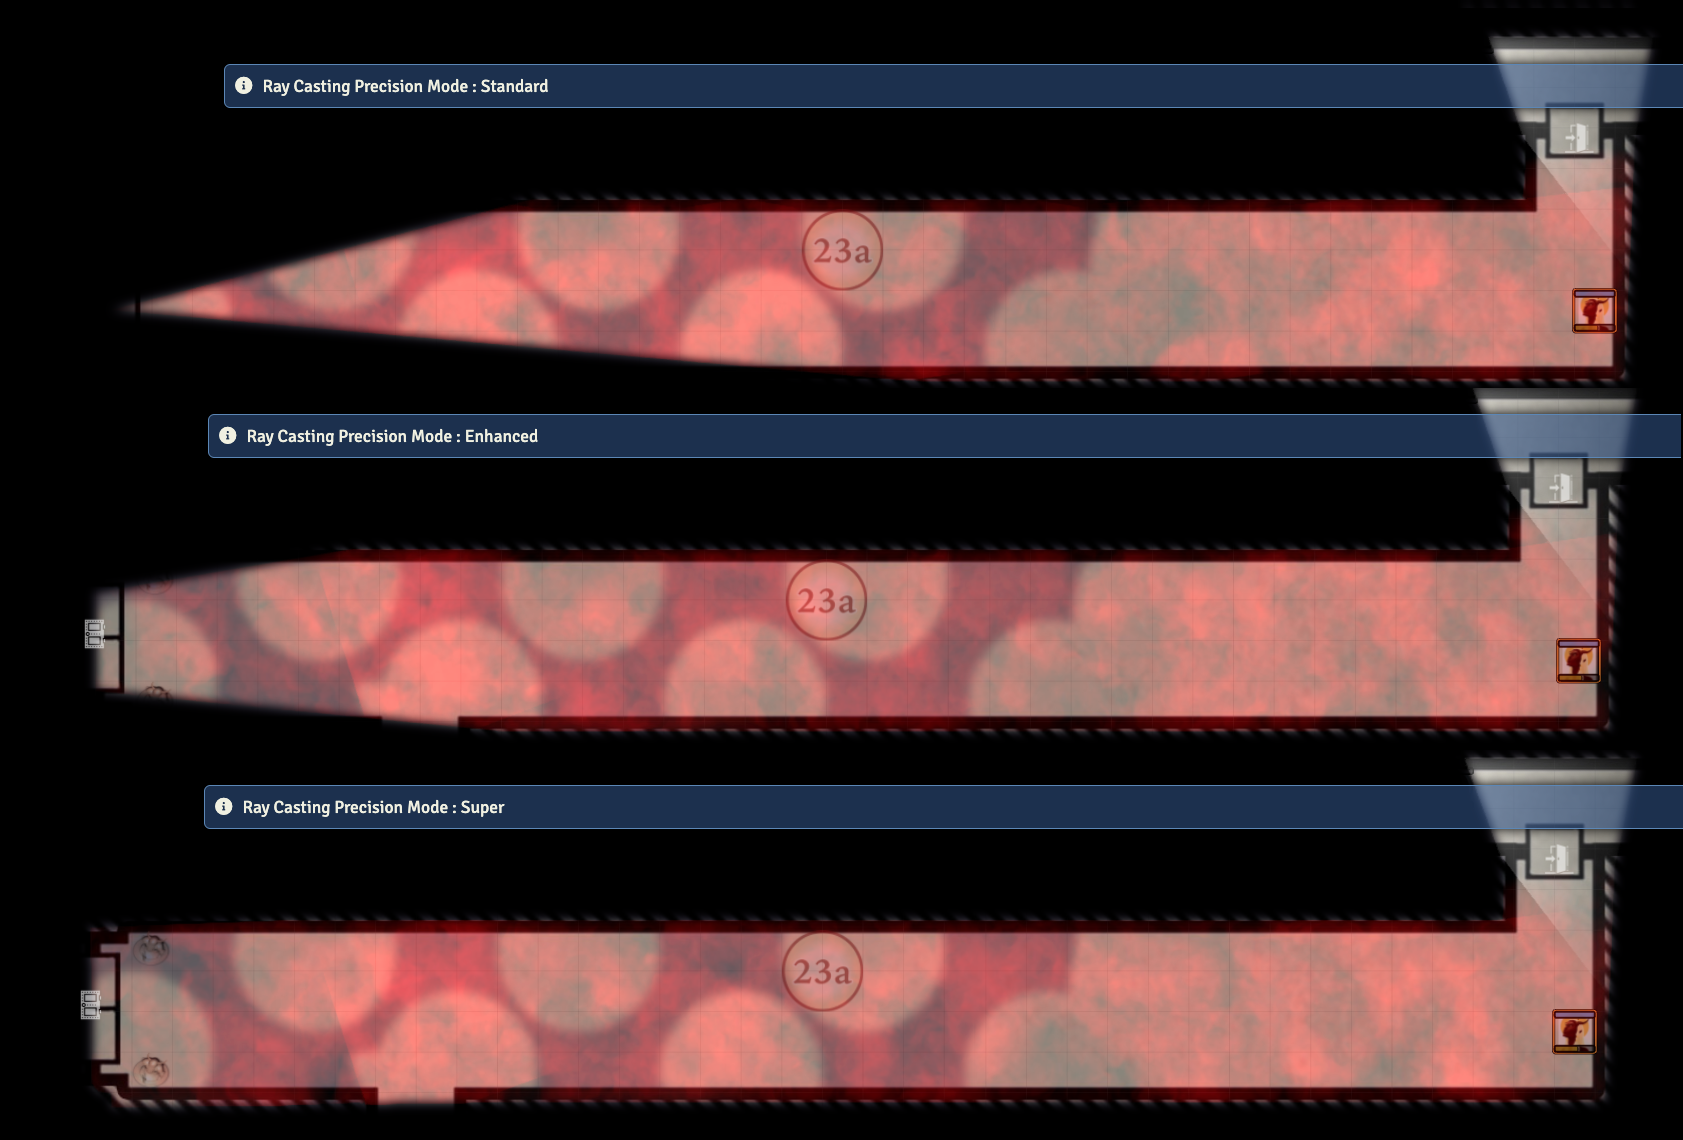 Ray Casting Precision Mode : Standard
23a
Ray Casting Precision Mode : Enhanced
23a
Ray Casting Precision Mode : Super
23a